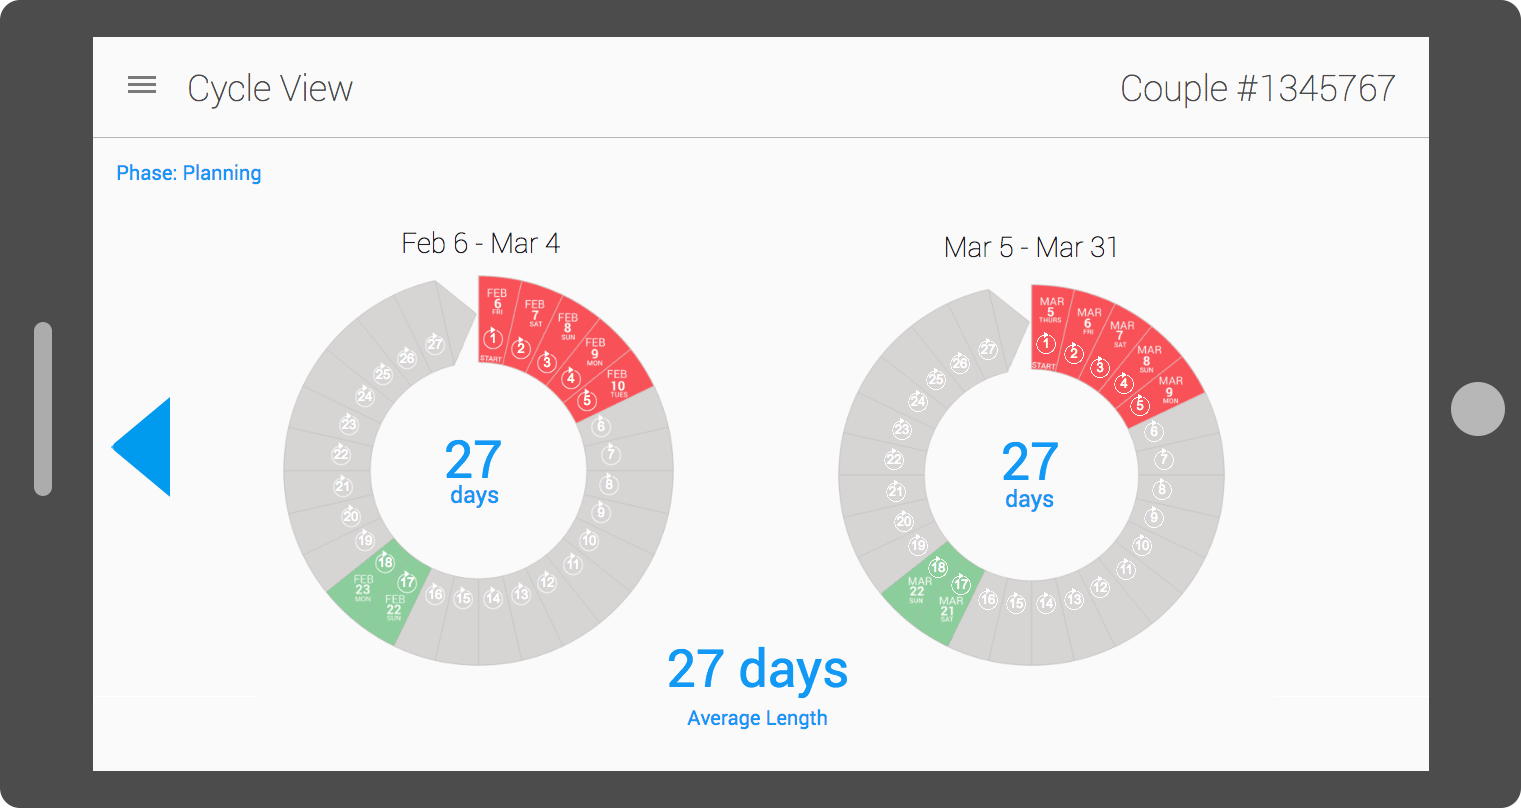 Cycle View
Couple #1345767
Phase: Planning
Feb 6 - Mar 4
FEB
6
FRI
1
START
FEB
7
SAT
2
FEB
8
SUN
3
FEB
9
MON
4
FEB
10
TUES
5
6
7
8
9
10
11
12
13
14
15
16
17
FEB
22
SUN
18
FEB
23
MON
19
20
21
22
23
24
25
26
27
27
days
Mar 5 - Mar 31
MAR
5
THURS
1
START
MAR
6
FRI
2
MAR
7
SAT
3
MAR
8
SUN
4
MAR
9
MON
5
6
7
8
9
10
11
12
13
14
15
16
17
MAR
21
SAT
18
MAR
22
SUN
19
20
21
22
23
24
25
26
27
27
days
27 days
Average Length